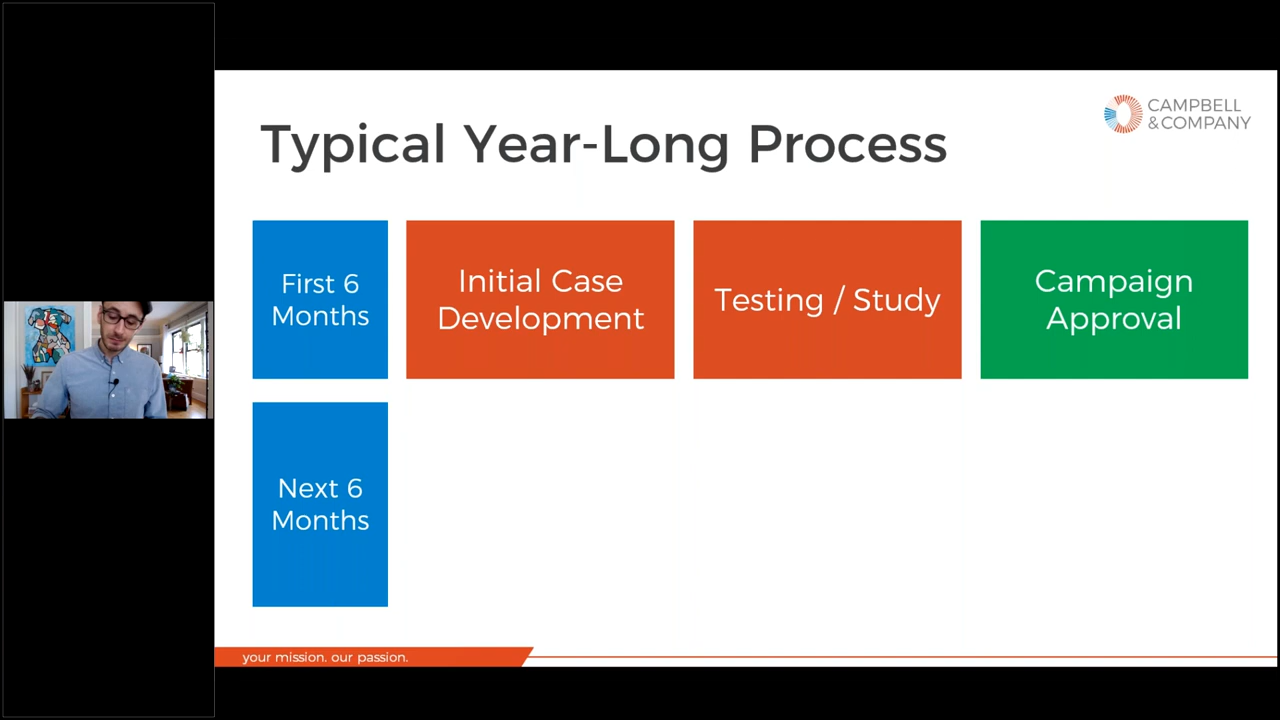 CAMPBELL
&COMPANY
Typical Year-Long Process
First 6
Months
Initial Case
Development
Testing / Study
Campaign
Approval
Next 6
Months
your mission. our passion.